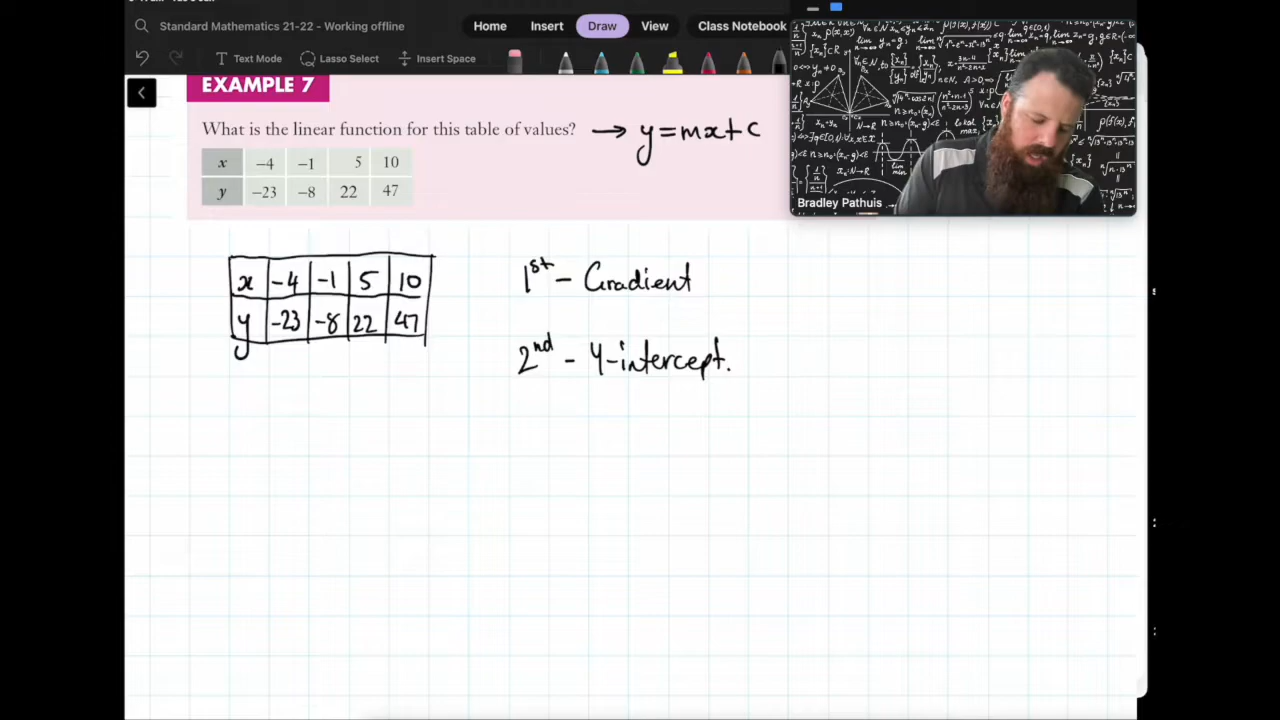 Standard Mathematics 21-22 - Working offline
Home Insert Draw View Class Notebook
Text Mode Lasso Select Insert Space
EXAMPLE 7
What is the linear function for this table of values? → y=mx+c
x −4 −1 5 10
y −23 −8 22 47
Bradley Pathuis
x -4 -1 5 10
y -23 -8 22 47
1st - Gradient
2nd - Y-intercept.